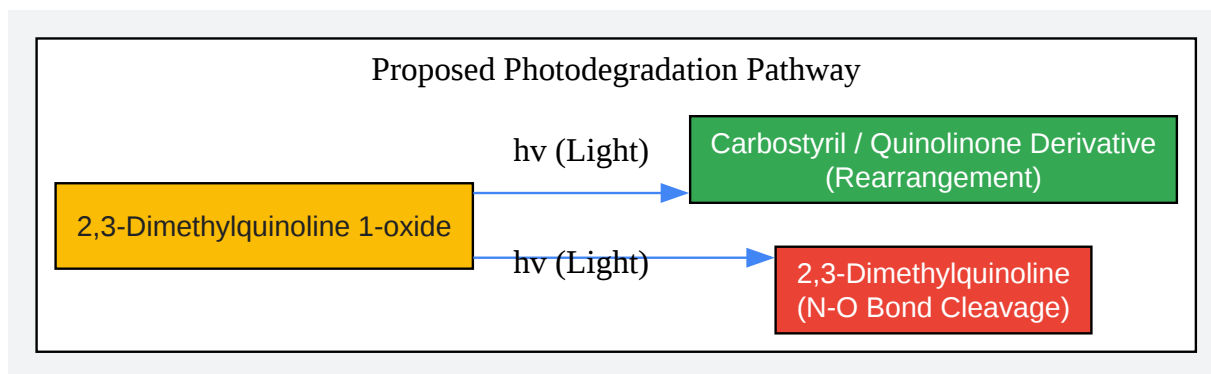 Proposed Photodegradation Pathway
hv (Light)
Carbostyril / Quinolinone Derivative
(Rearrangement)
2,3-Dimethylquinoline 1-oxide
hv (Light)
2,3-Dimethylquinoline
(N-O Bond Cleavage)